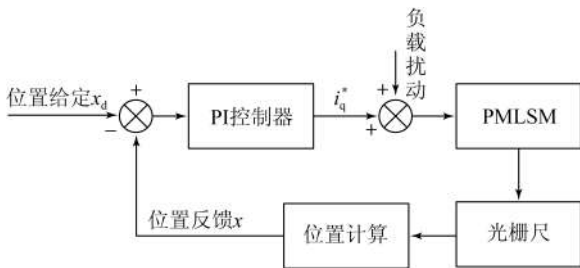 负载扰动
位置给定x_d
+
−
PI控制器
i_q^*
+
+
PMLSM
位置反馈x
位置计算
光栅尺